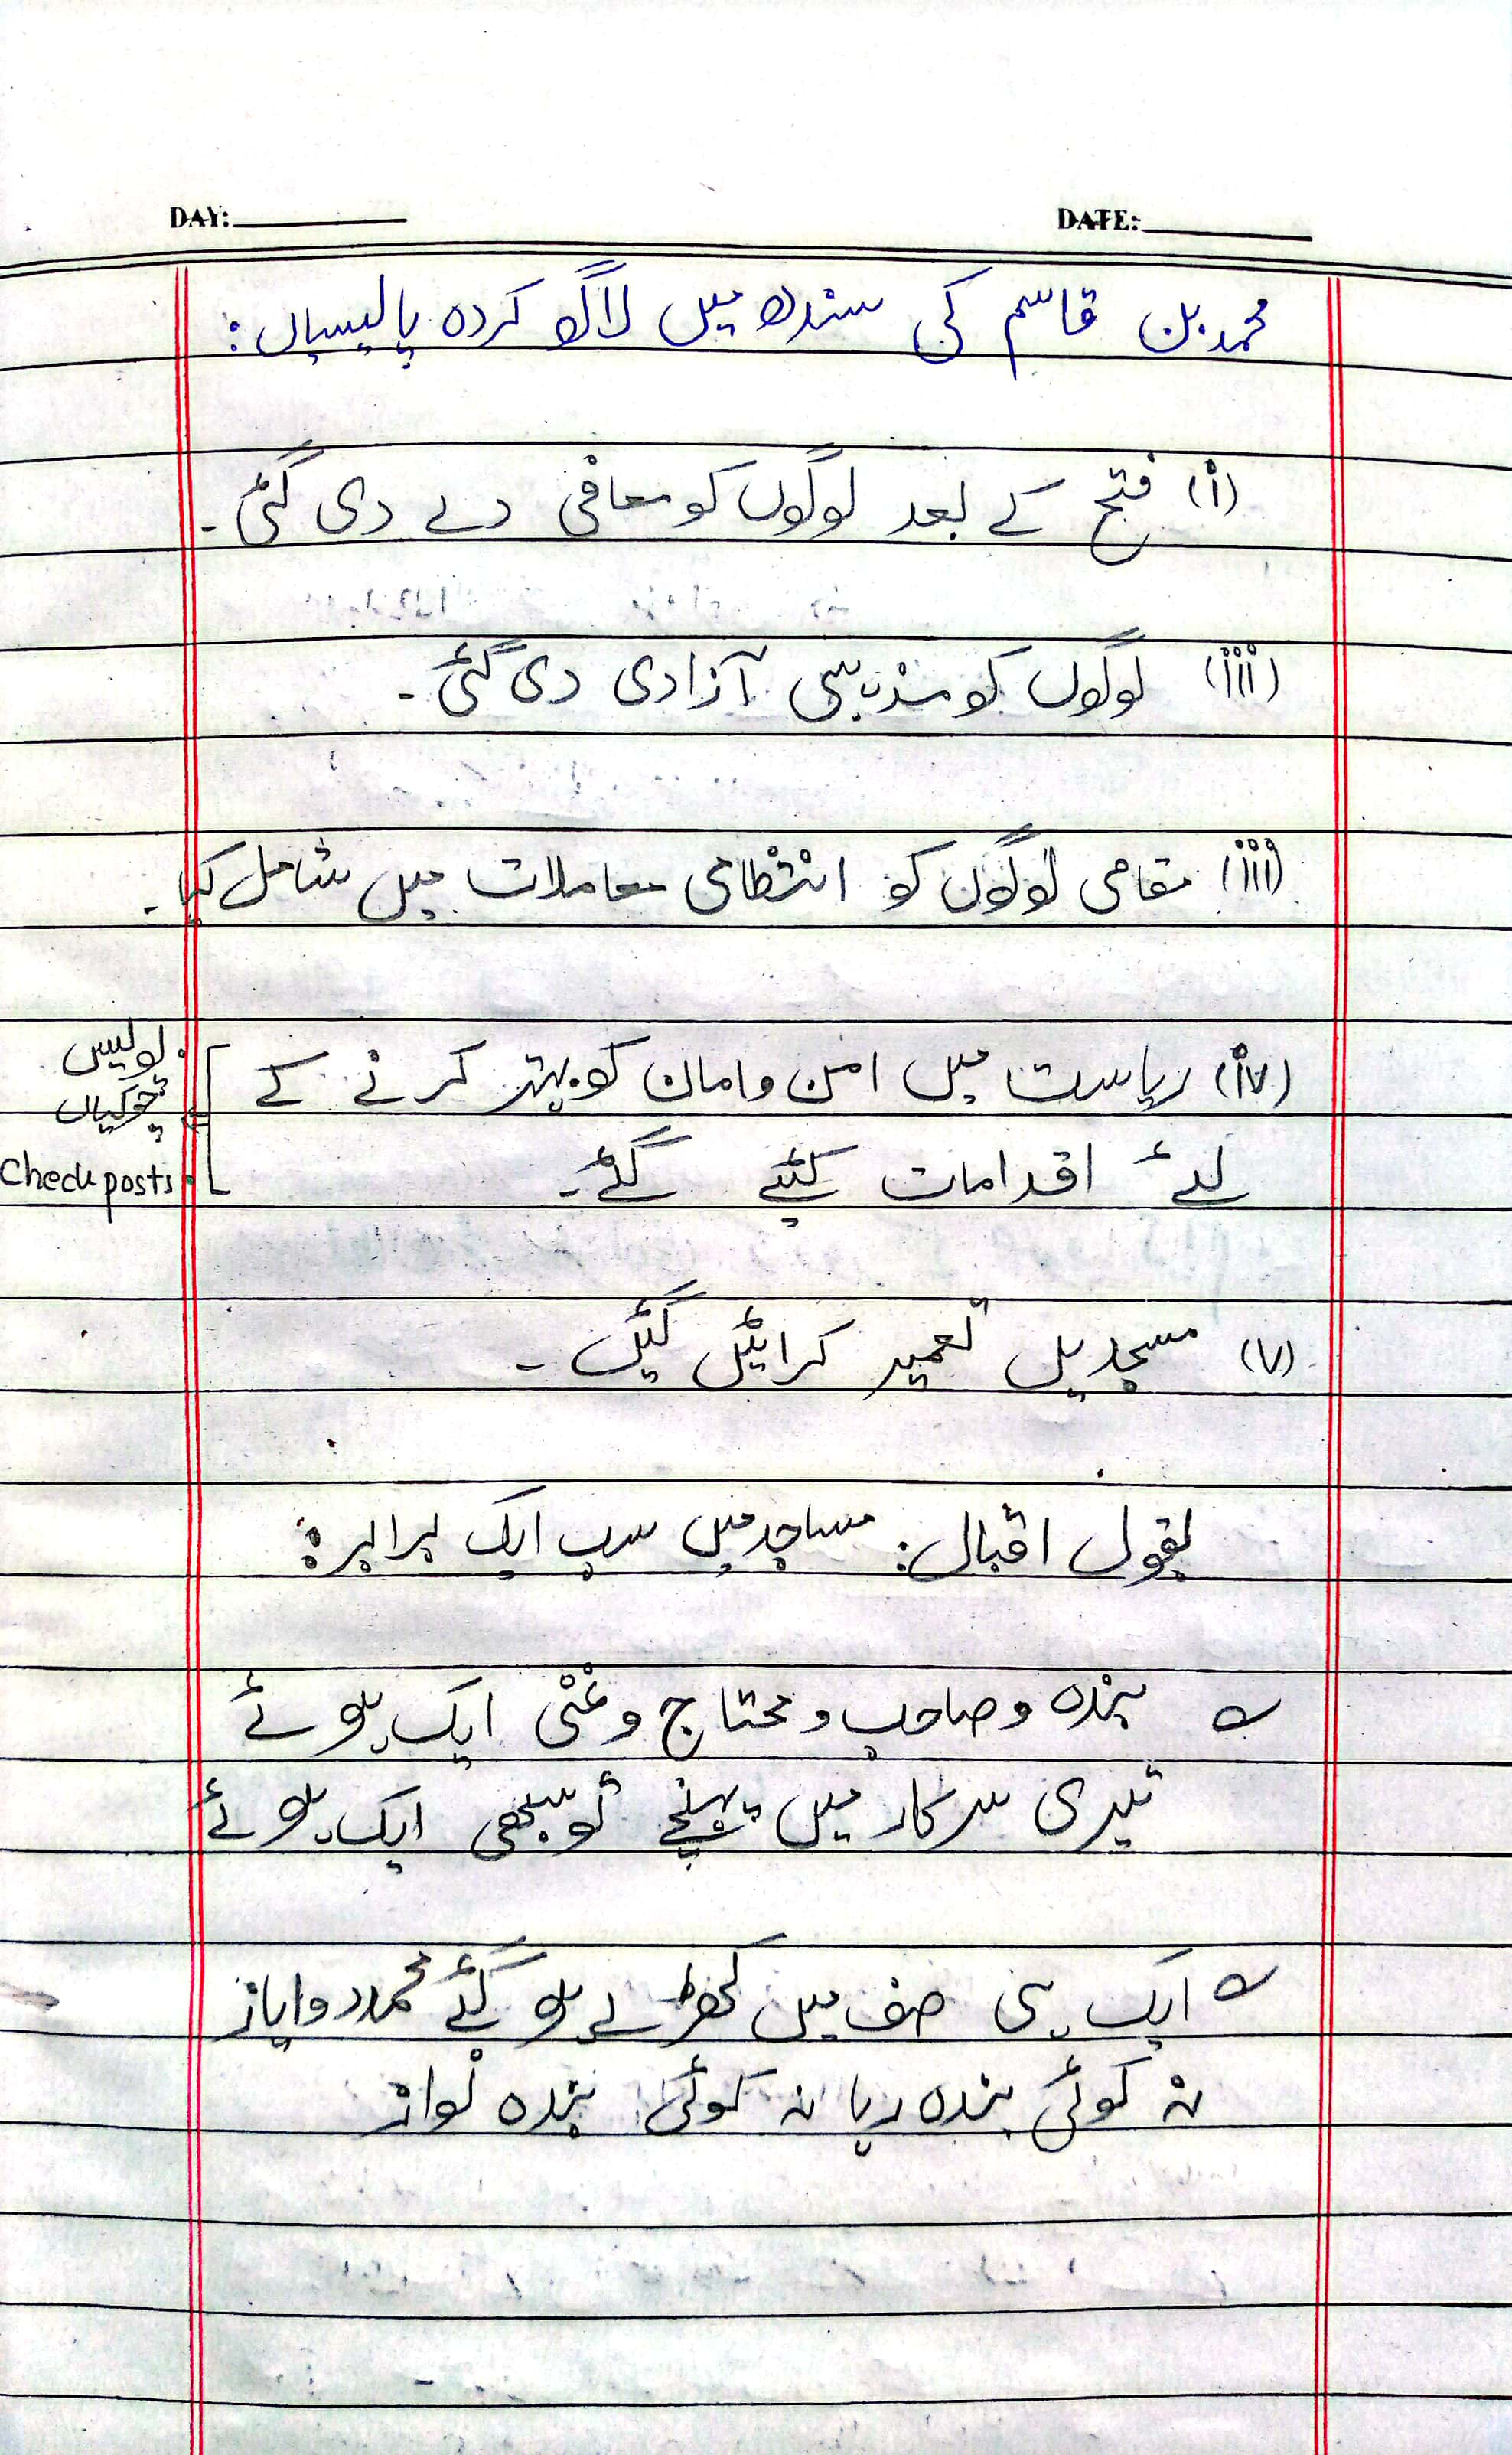 DAY: DATE:
محمد بن قاسم کی سندھ میں لاگو کردہ پالیسیاں:
(i) فتح کے بعد لوگوں کو معافی دے دی گئی۔
(iii) لوگوں کو مذہبی آزادی دی گئی۔
(iii) مقامی لوگوں کو انتظامی معاملات میں شامل کیا۔
(iv) ریاست میں امن و امان کو بہتر کرنے کے
لئے اقدامات کئیے گئے۔
پولیس
چوکیاں
Check posts
(v) مسجدیں تعمیر کرائیں گئیں۔
بقول اقبال: مساجد میں سب ایک برابر:
؎ بندہ و صاحب و محتاج و غنی ایک ہوئے
تیری سرکار میں پہنچے تو سبھی ایک ہوئے
؎ ایک ہی صف میں کھڑے ہو گئے محمود و ایاز
نہ کوئی بندہ رہا نہ کوئی بندہ نواز